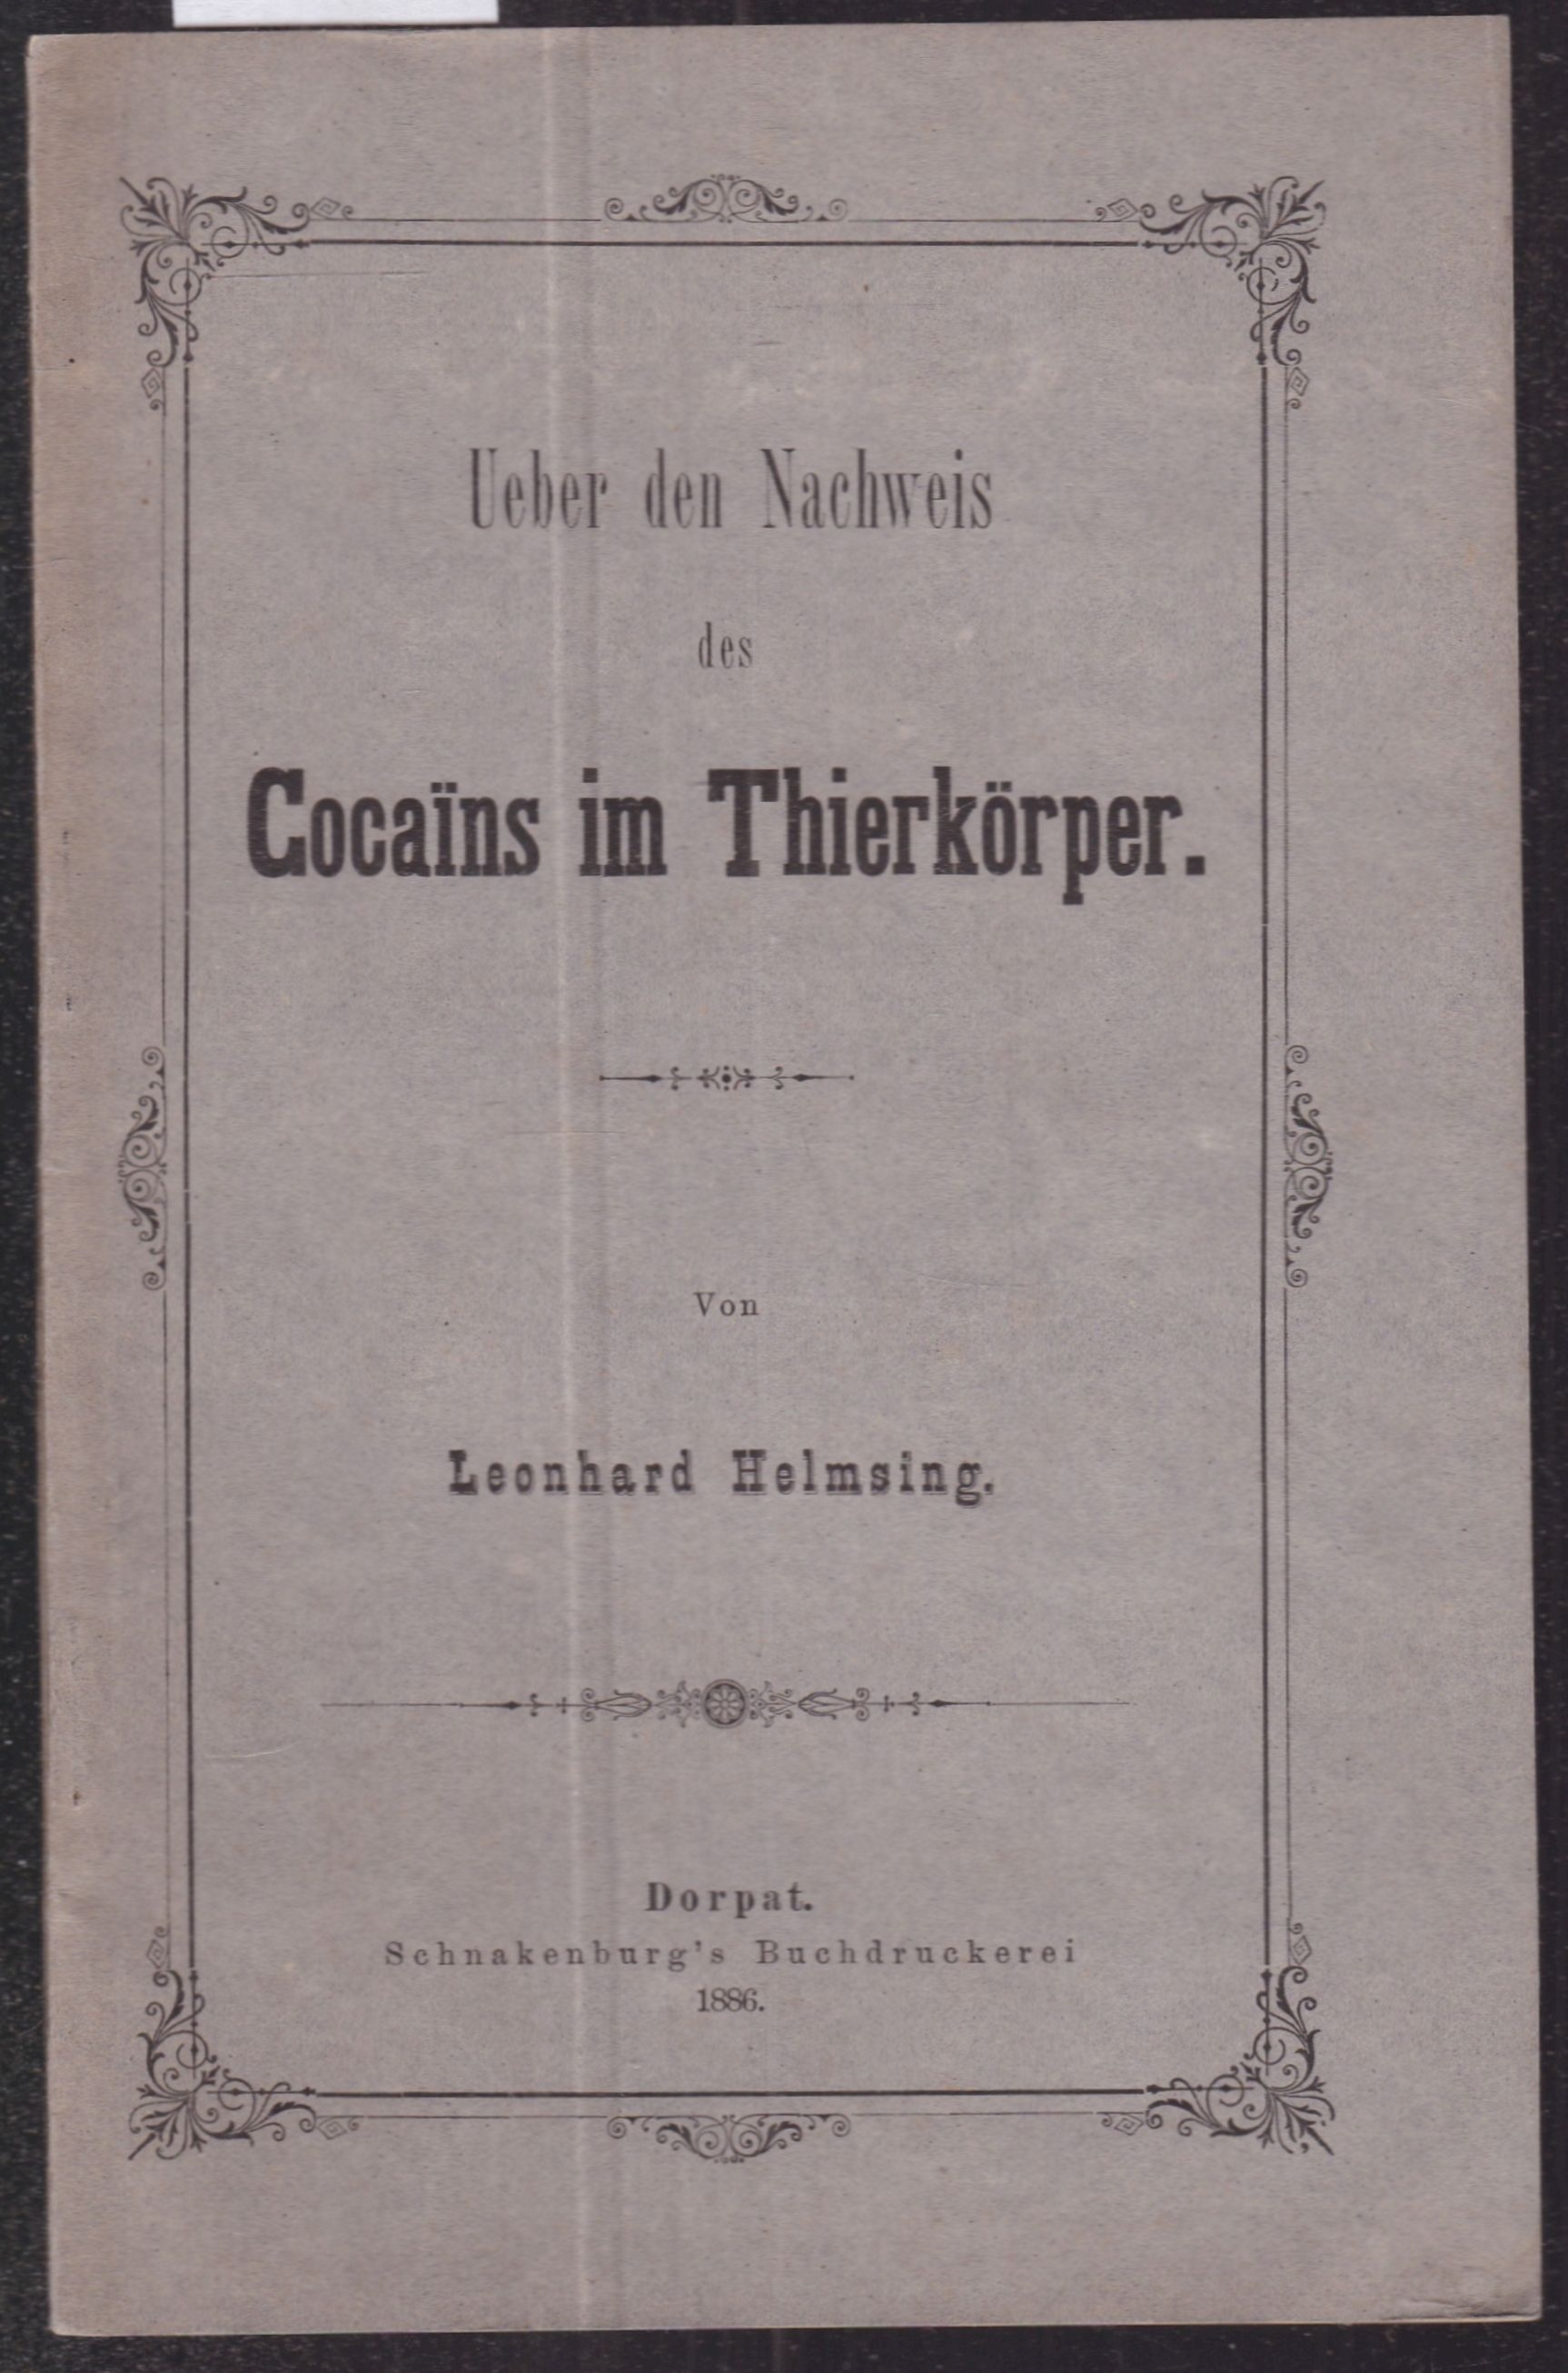 Ueber den Nachweis
des
Cocaïns im Thierkörper.
Von
Leonhard Helmsing.
Dorpat.
Schnakenburg's Buchdruckerei
1886.